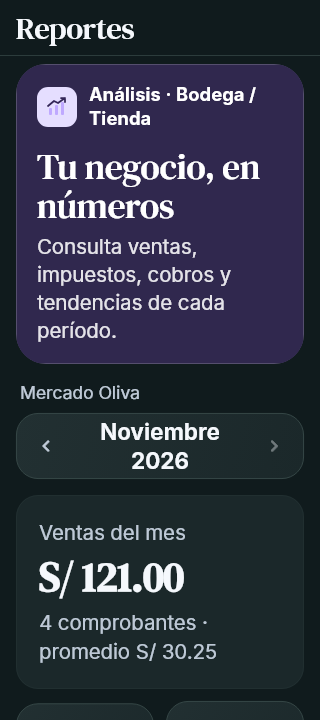 Reportes
Análisis · Bodega /
Tienda
Tu negocio, en
números
Consulta ventas,
impuestos, cobros y
tendencias de cada
período.
Mercado Oliva
Noviembre
2026
Ventas del mes
S/ 121.00
4 comprobantes ·
promedio S/ 30.25